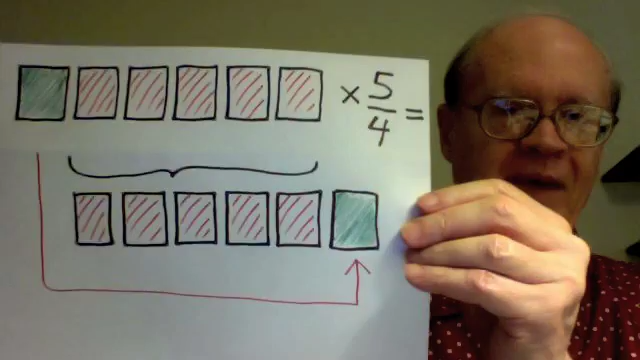 × 5/4 =